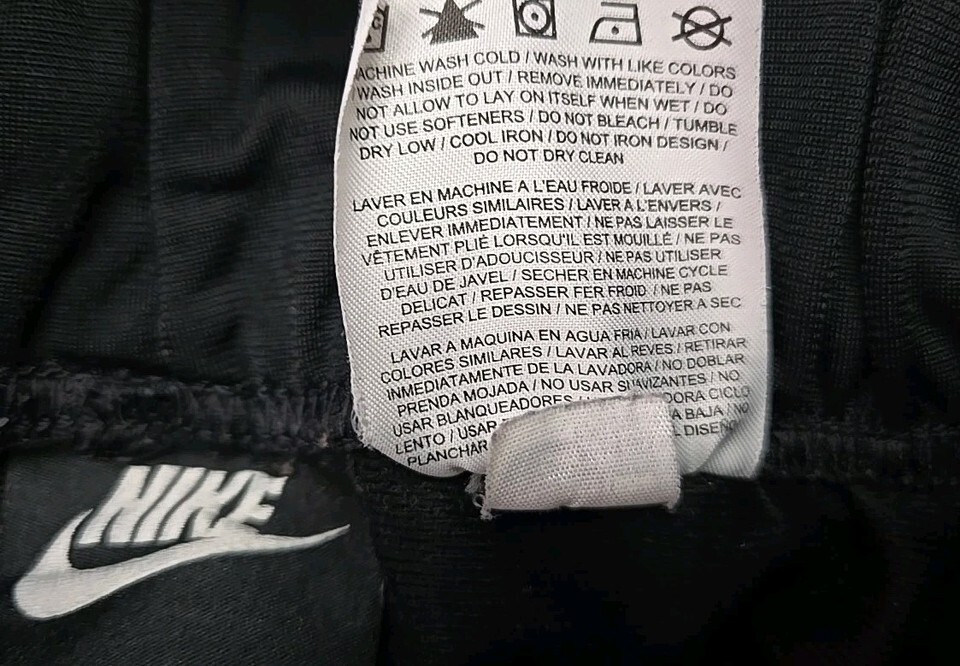 MACHINE WASH COLD / WASH WITH LIKE COLORS
/ WASH INSIDE OUT / REMOVE IMMEDIATELY / DO
NOT ALLOW TO LAY ON ITSELF WHEN WET / DO
NOT USE SOFTENERS / DO NOT BLEACH / TUMBLE
DRY LOW / COOL IRON / DO NOT IRON DESIGN /
DO NOT DRY CLEAN
LAVER EN MACHINE A L'EAU FROIDE / LAVER AVEC
COULEURS SIMILAIRES / LAVER A L'ENVERS /
ENLEVER IMMEDIATEMENT / NE PAS LAISSER LE
VÊTEMENT PLIÉ LORSQU'IL EST MOUILLÉ / NE PAS
UTILISER D'ADOUCISSEUR / NE PAS UTILISER
D'EAU DE JAVEL / SECHER EN MACHINE CYCLE
DELICAT / REPASSER FER FROID / NE PAS
REPASSER LE DESSIN / NE PAS NETTOYER A SEC
LAVAR A MAQUINA EN AGUA FRIA / LAVAR CON
COLORES SIMILARES / LAVAR AL REVES / RETIRAR
INMEDIATAMENTE DE LA LAVADORA / NO DOBLAR
PRENDA MOJADA / NO USAR SUAVIZANTES / NO
USAR BLANQUEADORES / DORA CICLO
LENTO / USAR A BAJA / NO
PLANCHAR L DISENO
NIKE